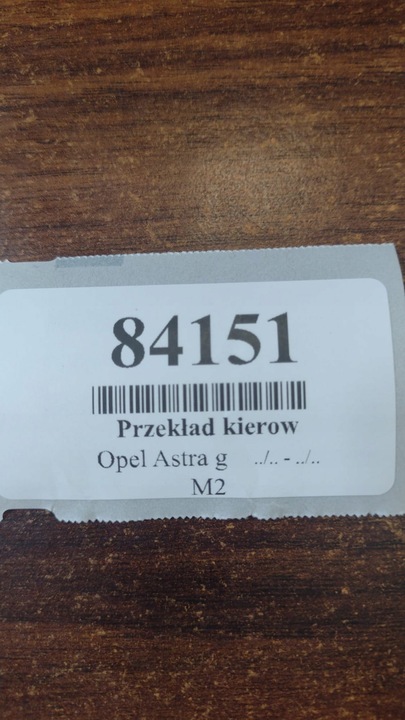 84151
Przekład kierow
Opel Astra g ../.. - ../..
M2